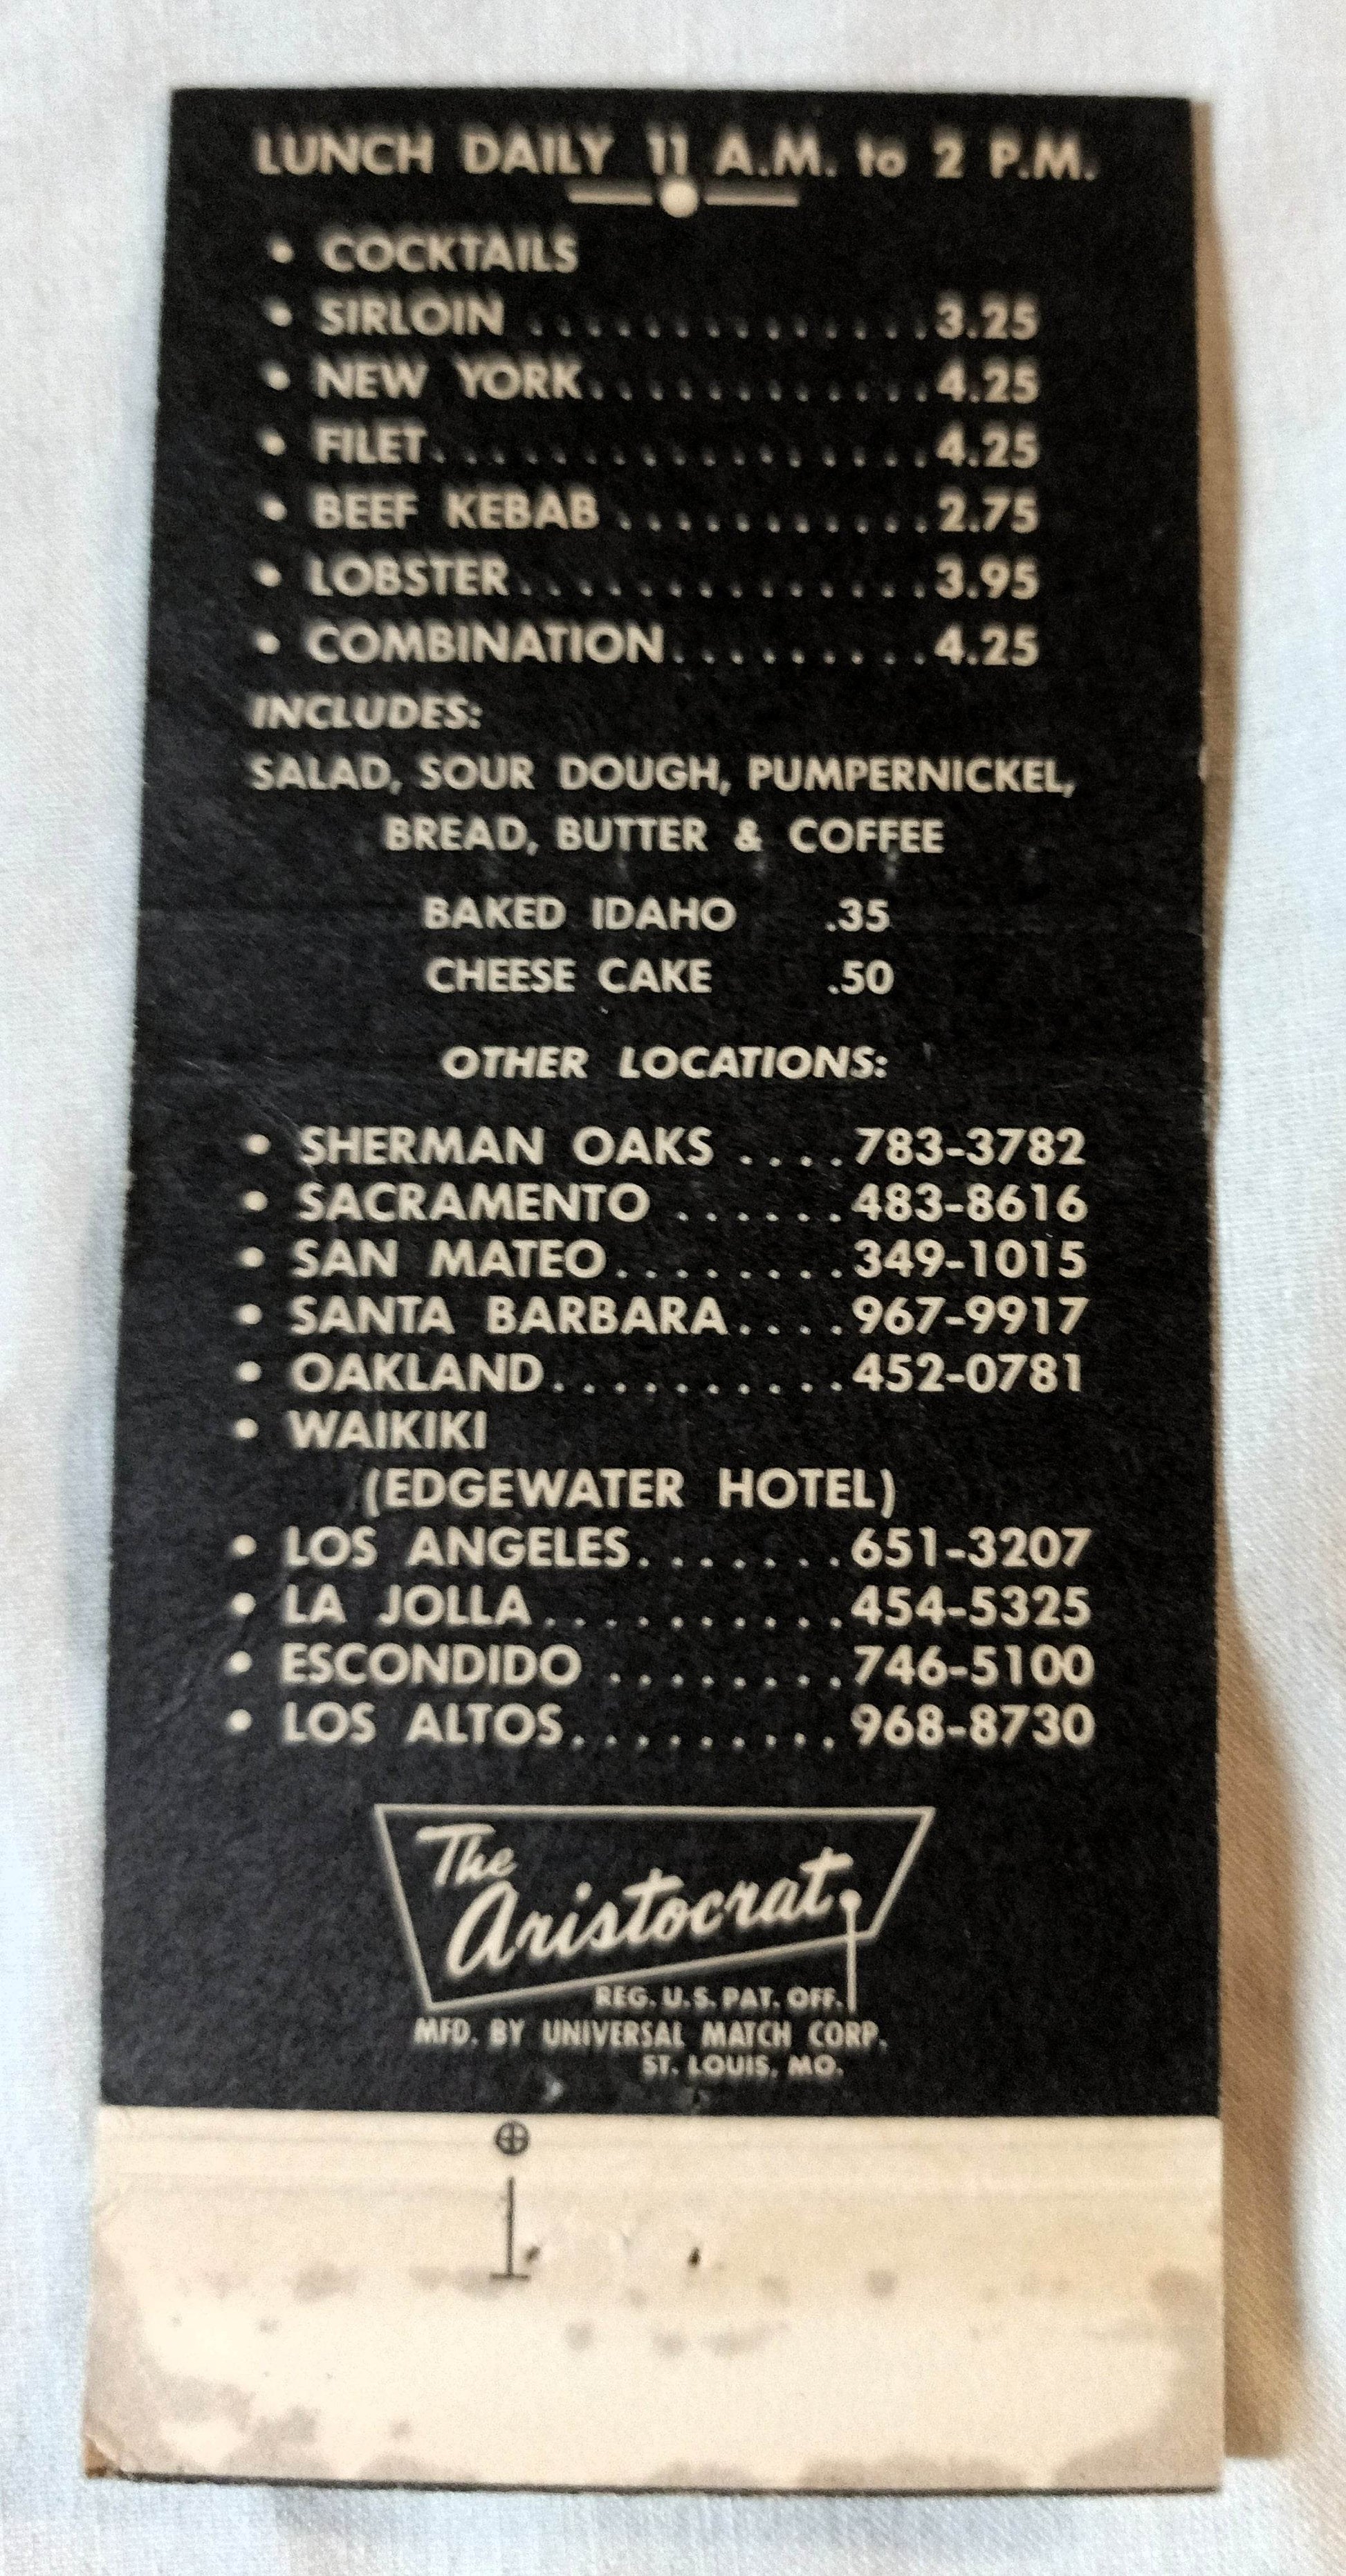 LUNCH DAILY 11 A.M. to 2 P.M.
• COCKTAILS
• SIRLOIN ..............3.25
• NEW YORK............4.25
• FILET.................4.25
• BEEF KEBAB ...........2.75
• LOBSTER..............3.95
• COMBINATION.........4.25
INCLUDES:
SALAD, SOUR DOUGH, PUMPERNICKEL,
BREAD, BUTTER & COFFEE
BAKED IDAHO .35
CHEESE CAKE .50
OTHER LOCATIONS:
• SHERMAN OAKS ....783-3782
• SACRAMENTO ......483-8616
• SAN MATEO........349-1015
• SANTA BARBARA....967-9917
• OAKLAND..........452-0781
• WAIKIKI
(EDGEWATER HOTEL)
• LOS ANGELES.......651-3207
• LA JOLLA..........454-5325
• ESCONDIDO ........746-5100
• LOS ALTOS.........968-8730
The
Aristocrat
REG. U.S. PAT. OFF.
MFD. BY UNIVERSAL MATCH CORP.
ST. LOUIS, MO.